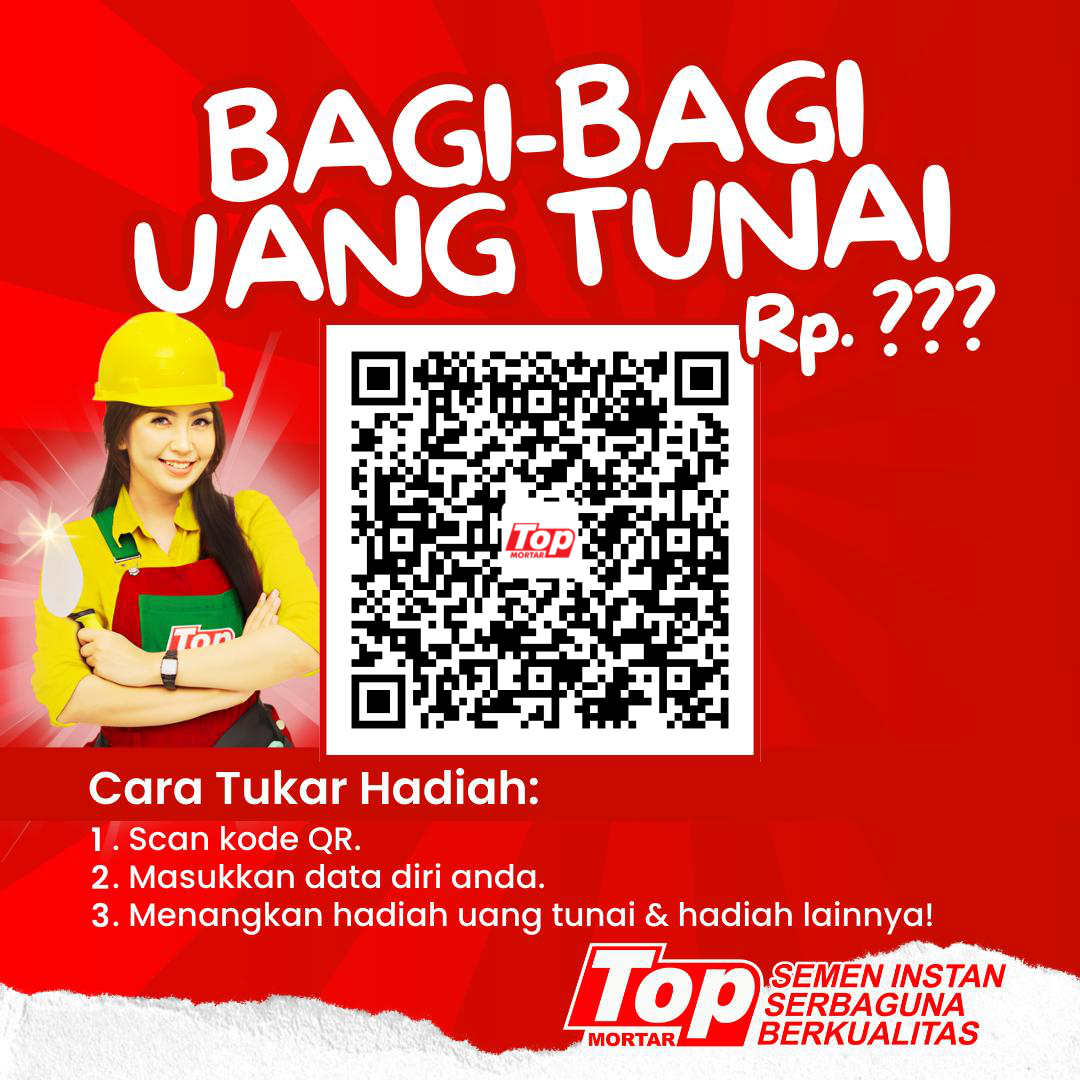 BAGI-BAGI
UANG TUNAI
Rp. ???
Top
MORTAR
Top
Cara Tukar Hadiah:
1. Scan kode QR.
2. Masukkan data diri anda.
3. Menangkan hadiah uang tunai & hadiah lainnya!
Top
MORTAR
SEMEN INSTAN
SERBAGUNA
BERKUALITAS